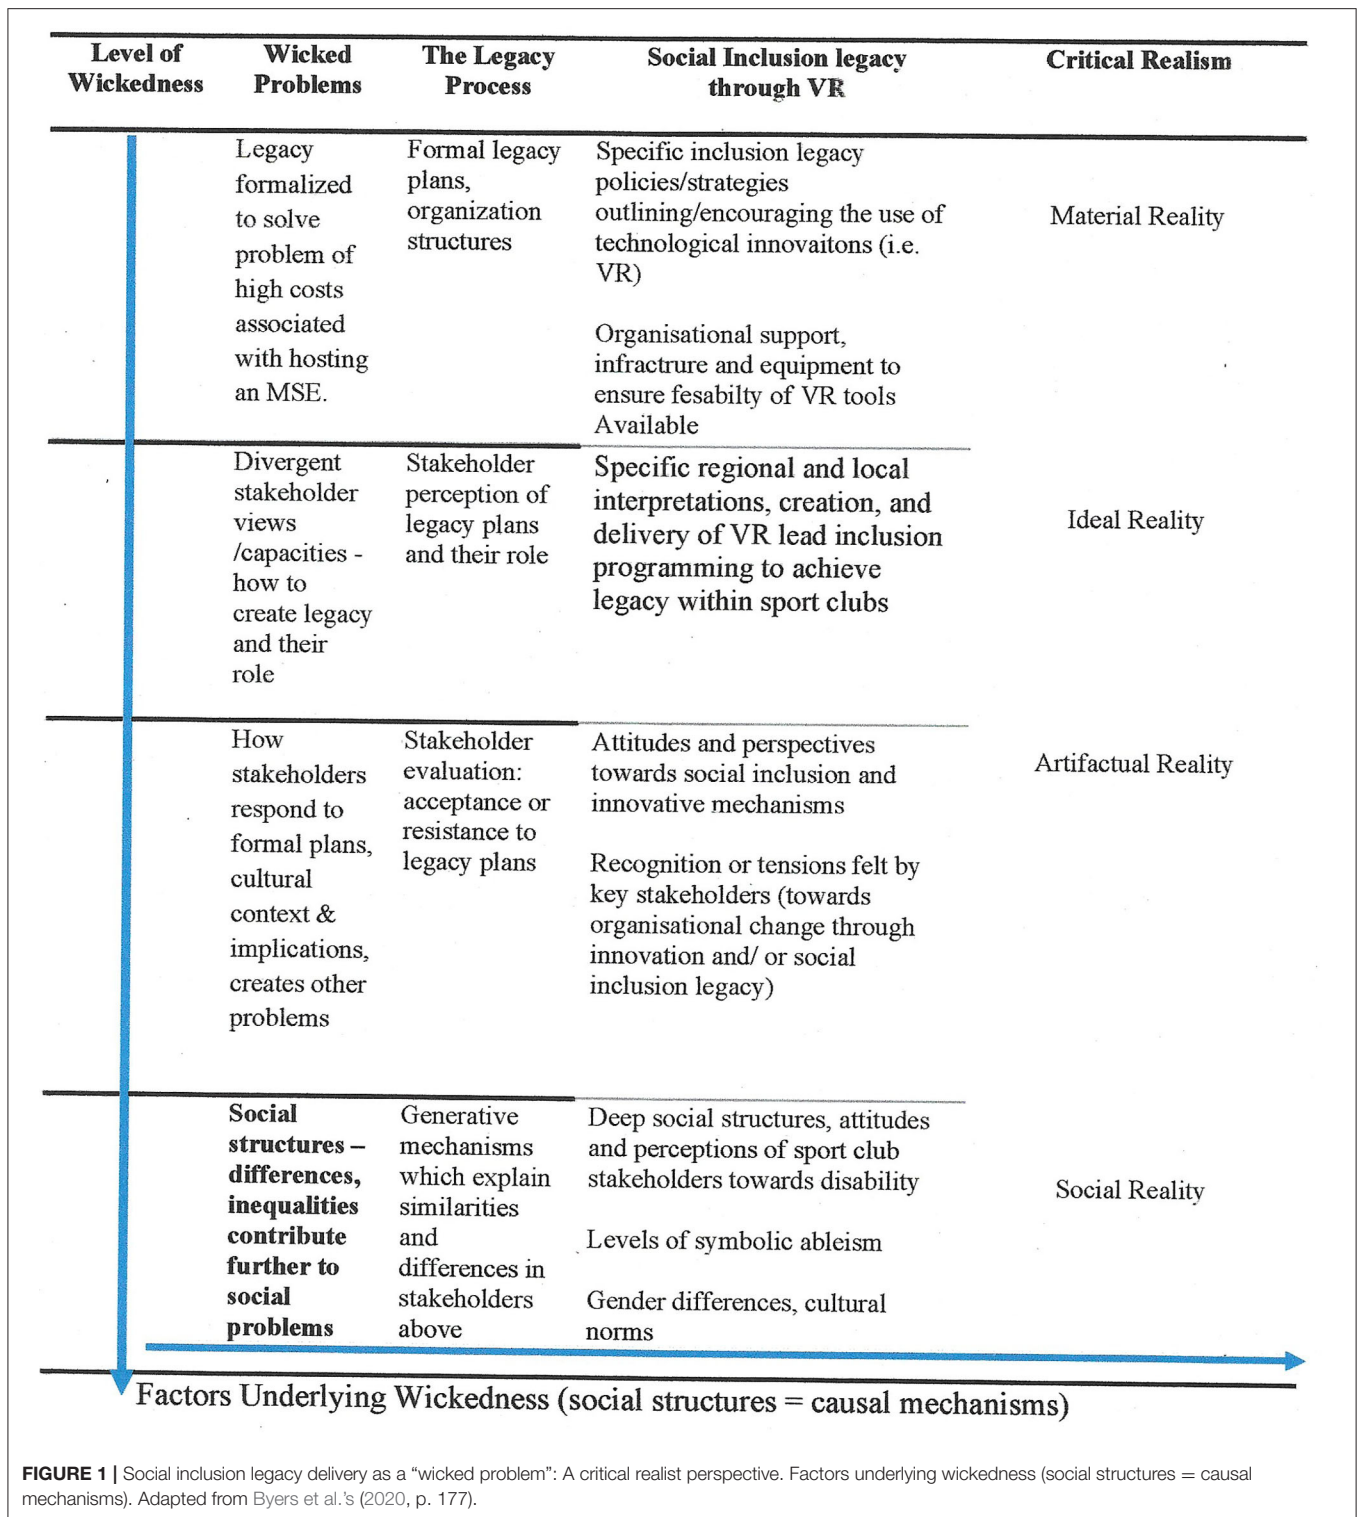 Level of Wickedness
Wicked Problems
The Legacy Process
Social Inclusion legacy through VR
Critical Realism
Legacy
formalized
to solve
problem of
high costs
associated
with hosting
an MSE.
Formal legacy
plans,
organization
structures
Specific inclusion legacy
policies/strategies
outlining/encouraging the use of
technological innovaitons (i.e.
VR)
Organisational support,
infractrure and equipment to
ensure fesabilty of VR tools
Available
Material Reality
Divergent
stakeholder
views
/capacities -
how to
create legacy
and their
role
Stakeholder
perception of
legacy plans
and their role
Specific regional and local
interpretations, creation, and
delivery of VR lead inclusion
programming to achieve
legacy within sport clubs
Ideal Reality
How
stakeholders
respond to
formal plans,
cultural
context &
implications,
creates other
problems
Stakeholder
evaluation:
acceptance or
resistance to
legacy plans
Attitudes and perspectives
towards social inclusion and
innovative mechanisms
Recognition or tensions felt by
key stakeholders (towards
organisational change through
innovation and/ or social
inclusion legacy)
Artifactual Reality
Social
structures –
differences,
inequalities
contribute
further to
social
problems
Generative
mechanisms
which explain
similarities
and
differences in
stakeholders
above
Deep social structures, attitudes
and perceptions of sport club
stakeholders towards disability
Levels of symbolic ableism
Gender differences, cultural
norms
Social Reality
Factors Underlying Wickedness (social structures = causal mechanisms)
FIGURE 1 | Social inclusion legacy delivery as a “wicked problem”: A critical realist perspective. Factors underlying wickedness (social structures = causal
mechanisms). Adapted from Byers et al.’s (2020, p. 177).